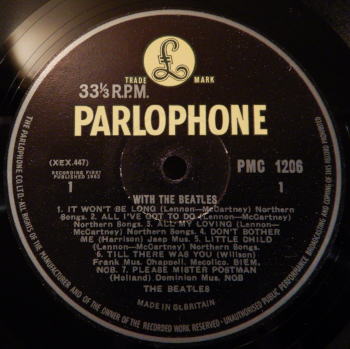 TRADE £ MARK
33⅓ R.P.M.
PARLOPHONE
(XEX.447)
PMC 1206
RECORDING FIRST
PUBLISHED 1963
1
1
WITH THE BEATLES
1. IT WON'T BE LONG (Lennon—McCartney) Northern
Songs. 2. ALL I'VE GOT TO DO (Lennon—McCartney)
Northern Songs. 3. ALL MY LOVING (Lennon—
McCartney) Northern Songs. 4. DON'T BOTHER
ME (Harrison) Jaep Mus. 5. LITTLE CHILD
(Lennon—McCartney) Northern Songs.
6. TILL THERE WAS YOU (Willson)
Frank Mus. Chappell. Mecolico. BIEM.
NCB. 7. PLEASE MISTER POSTMAN
(Holland) Dominion Mus. NCB
THE BEATLES
MADE IN Gt.BRITAIN
THE PARLOPHONE CO.LTD.- ALL RIGHTS OF THE MANUFACTURER AND OF THE OWNER OF THE RECORDED WORK RESERVED - UNAUTHORISED PUBLIC PERFORMANCE BROADCASTING AND COPYING OF THIS RECORD PROHIBITED